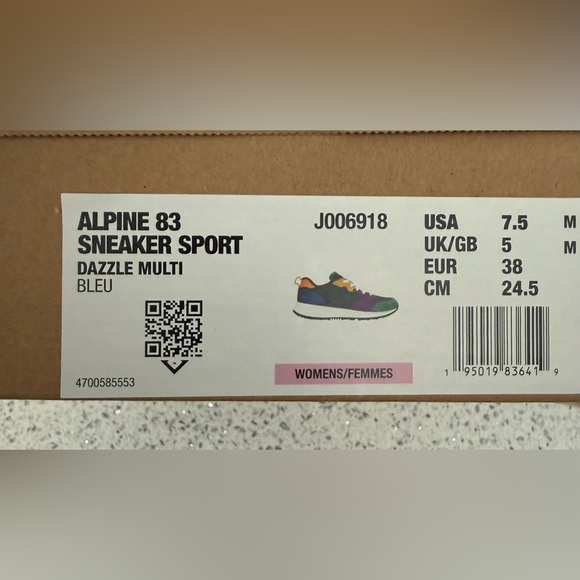 ALPINE 83
SNEAKER SPORT
DAZZLE MULTI
BLEU
4700585553
J006918
WOMENS/FEMMES
USA 7.5 M
UK/GB 5 M
EUR 38
CM 24.5
1 95019 83641 9